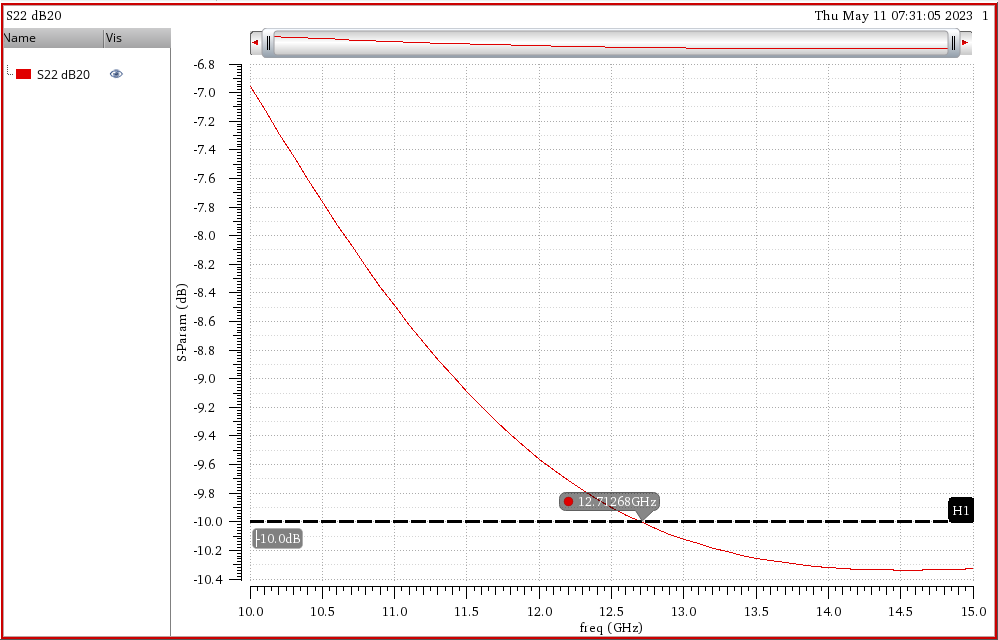 S22 dB20
Thu May 11 07:31:05 2023 1
Name Vis
S22 dB20
-6.8
-7.0
-7.2
-7.4
-7.6
-7.8
-8.0
-8.2
-8.4
-8.6
-8.8
-9.0
-9.2
-9.4
-9.6
-9.8
-10.0
-10.2
-10.4
S-Param (dB)
12.71268GHz
H1
-10.0dB
10.0 10.5 11.0 11.5 12.0 12.5 13.0 13.5 14.0 14.5 15.0
freq (GHz)